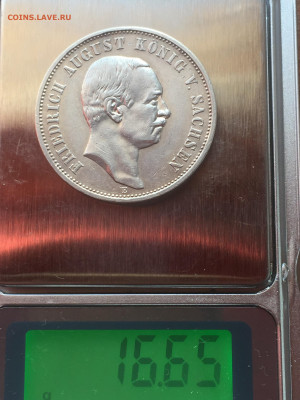 COINS.LAVE.RU
FRIEDRICH AUGUST KÖNIG V. SACHSEN
E
16.65
g